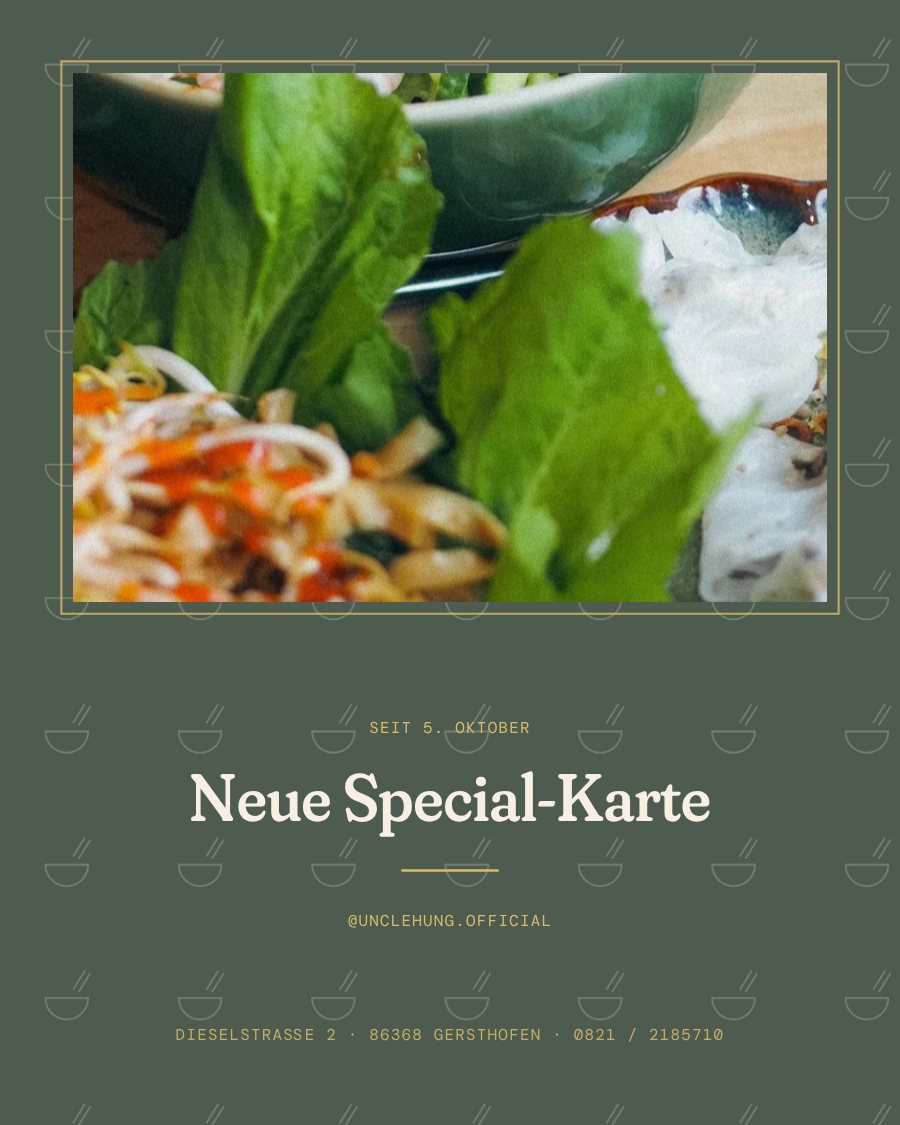 SEIT 5. OKTOBER
Neue Special-Karte
@UNCLEHUNG.OFFICIAL
DIESELSTRASSE 2 · 86368 GERSTHOFEN · 0821 / 2185710